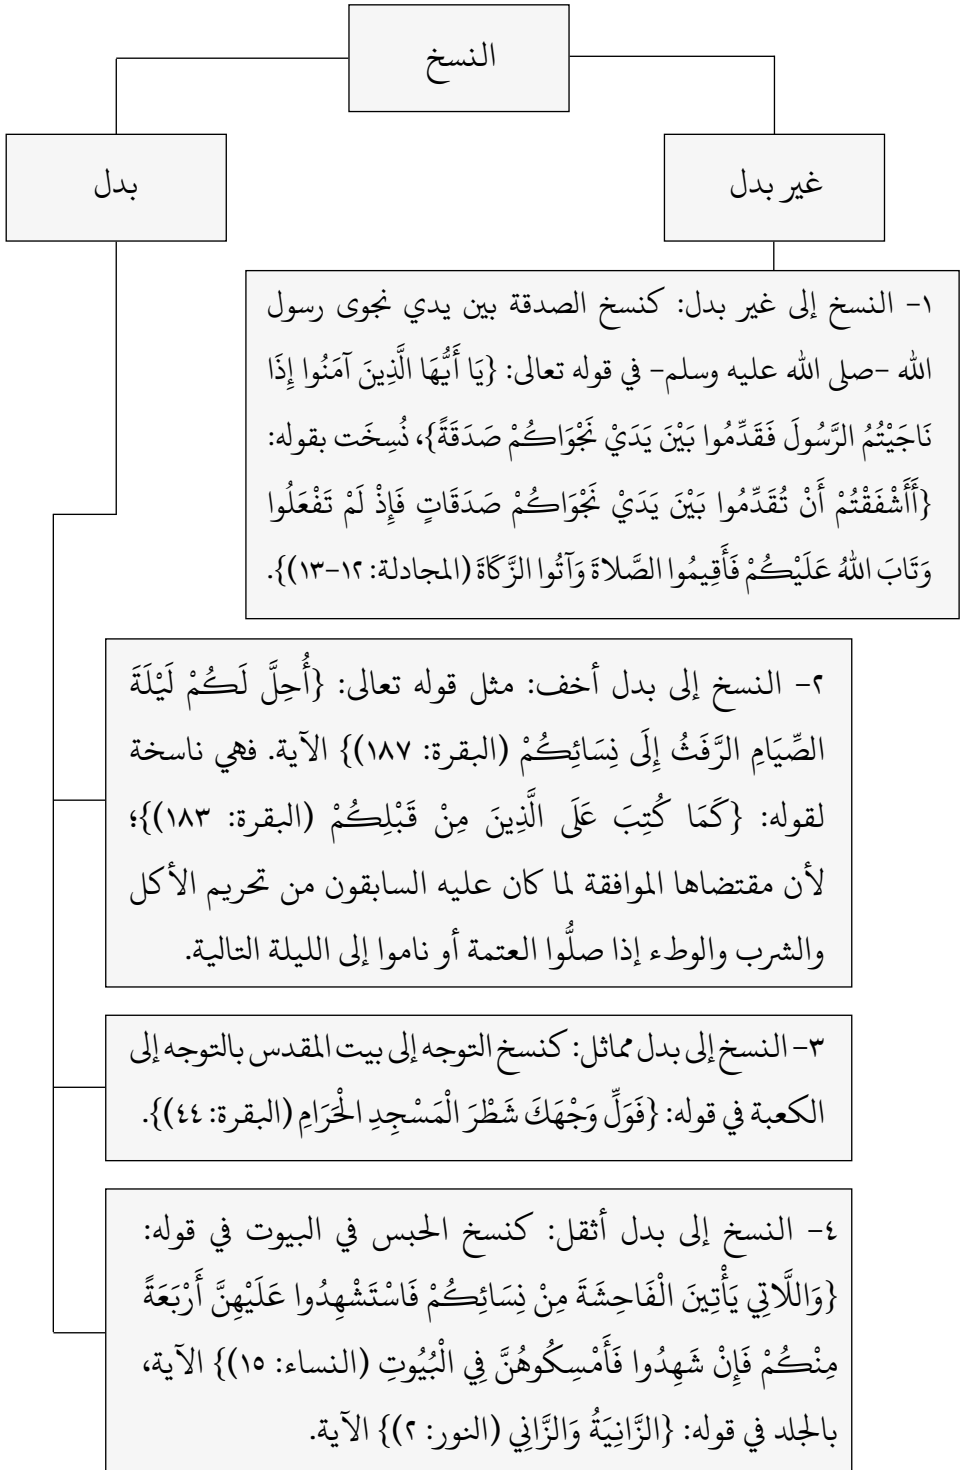 النسخ
غير بدل
بدل
١- النسخ إلى غير بدل: كنسخ الصدقة بين يدي نجوى رسول
الله -صلى الله عليه وسلم- في قوله تعالى: {يَا أَيُّهَا الَّذِينَ آمَنُوا إِذَا
نَاجَيْتُمُ الرَّسُولَ فَقَدِّمُوا بَيْنَ يَدَيْ نَجْوَاكُمْ صَدَقَةً}، نُسِخَت بقوله:
{أَأَشْفَقْتُمْ أَنْ تُقَدِّمُوا بَيْنَ يَدَيْ نَجْوَاكُمْ صَدَقَاتٍ فَإِذْ لَمْ تَفْعَلُوا
وَتَابَ اللهُ عَلَيْكُمْ فَأَقِيمُوا الصَّلاةَ وَآتُوا الزَّكَاةَ (المجادلة: ١٢-١٣)}.
٢- النسخ إلى بدل أخف: مثل قوله تعالى: {أُحِلَّ لَكُمْ لَيْلَةَ
الصِّيَامِ الرَّفَثُ إِلَى نِسَائِكُمْ (البقرة: ١٨٧)} الآية. فهي ناسخة
لقوله: {كَمَا كُتِبَ عَلَى الَّذِينَ مِنْ قَبْلِكُمْ (البقرة: ١٨٣)}؛
لأن مقتضاها الموافقة لما كان عليه السابقون من تحريم الأكل
والشرب والوطء إذا صلُّوا العتمة أو ناموا إلى الليلة التالية.
٣- النسخ إلى بدل مماثل: كنسخ التوجه إلى بيت المقدس بالتوجه إلى
الكعبة في قوله: {فَوَلِّ وَجْهَكَ شَطْرَ الْمَسْجِدِ الْحَرَامِ (البقرة: ٤٤)}.
٤- النسخ إلى بدل أثقل: كنسخ الحبس في البيوت في قوله:
{وَاللَّاتِي يَأْتِينَ الْفَاحِشَةَ مِنْ نِسَائِكُمْ فَاسْتَشْهِدُوا عَلَيْهِنَّ أَرْبَعَةً
مِنْكُمْ فَإِنْ شَهِدُوا فَأَمْسِكُوهُنَّ فِي الْبُيُوتِ (النساء: ١٥)} الآية،
بالجلد في قوله: {الزَّانِيَةُ وَالزَّانِي (النور: ٢)} الآية.